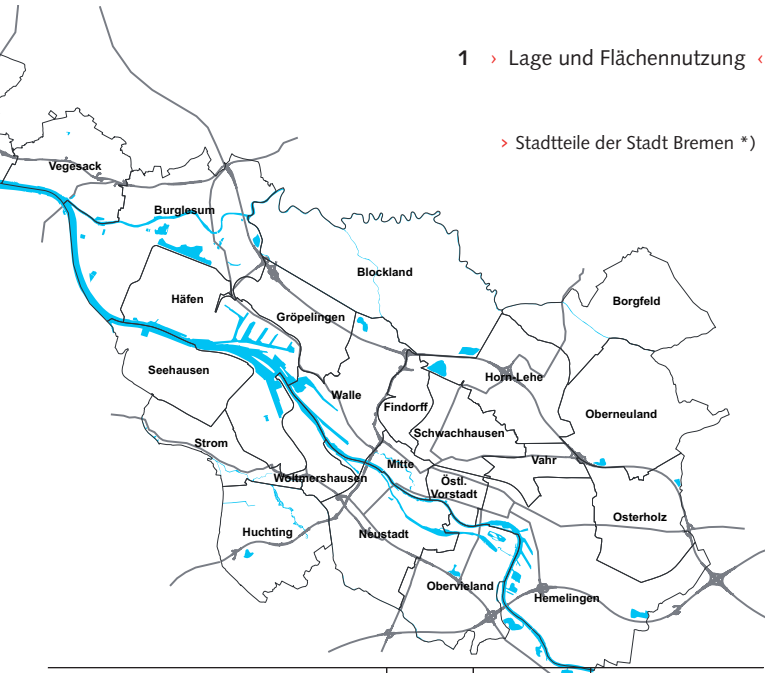 1 › Lage und Flächennutzung ‹
› Stadtteile der Stadt Bremen *)
Vegesack
Burglesum
Blockland
Häfen
Borgfeld
Gröpelingen
Seehausen
Horn-Lehe
Walle
Findorff
Oberneuland
Schwachhausen
Strom
Vahr
Mitte
Woltmershausen
Östl.
Vorstadt
Osterholz
Huchting
Neustadt
Obervieland
Hemelingen